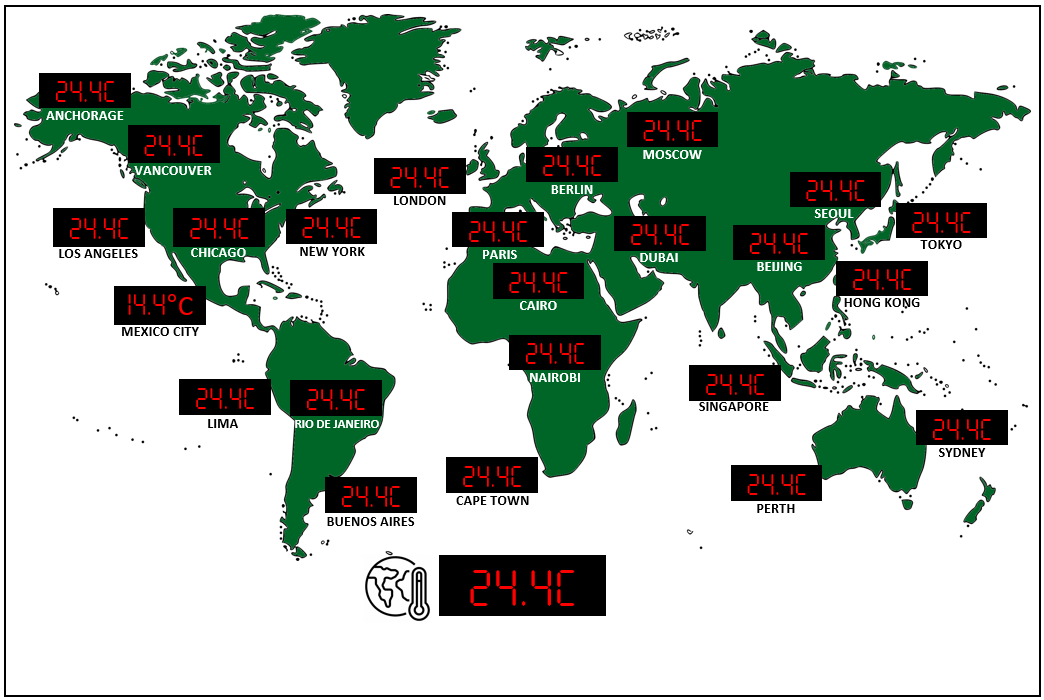 24.4C
ANCHORAGE
24.4C
VANCOUVER
24.4C
MOSCOW
24.4C
BERLIN
24.4C
LONDON
24.4C
SEOUL
24.4C
TOKYO
24.4C
LOS ANGELES
24.4C
CHICAGO
24.4C
NEW YORK
24.4C
PARIS
24.4C
DUBAI
24.4C
BEIJING
24.4C
CAIRO
24.4C
HONG KONG
14.4°C
MEXICO CITY
24.4C
NAIROBI
24.4C
SINGAPORE
24.4C
LIMA
24.4C
RIO DE JANEIRO
24.4C
SYDNEY
24.4C
CAPE TOWN
24.4C
PERTH
24.4C
BUENOS AIRES
24.4C